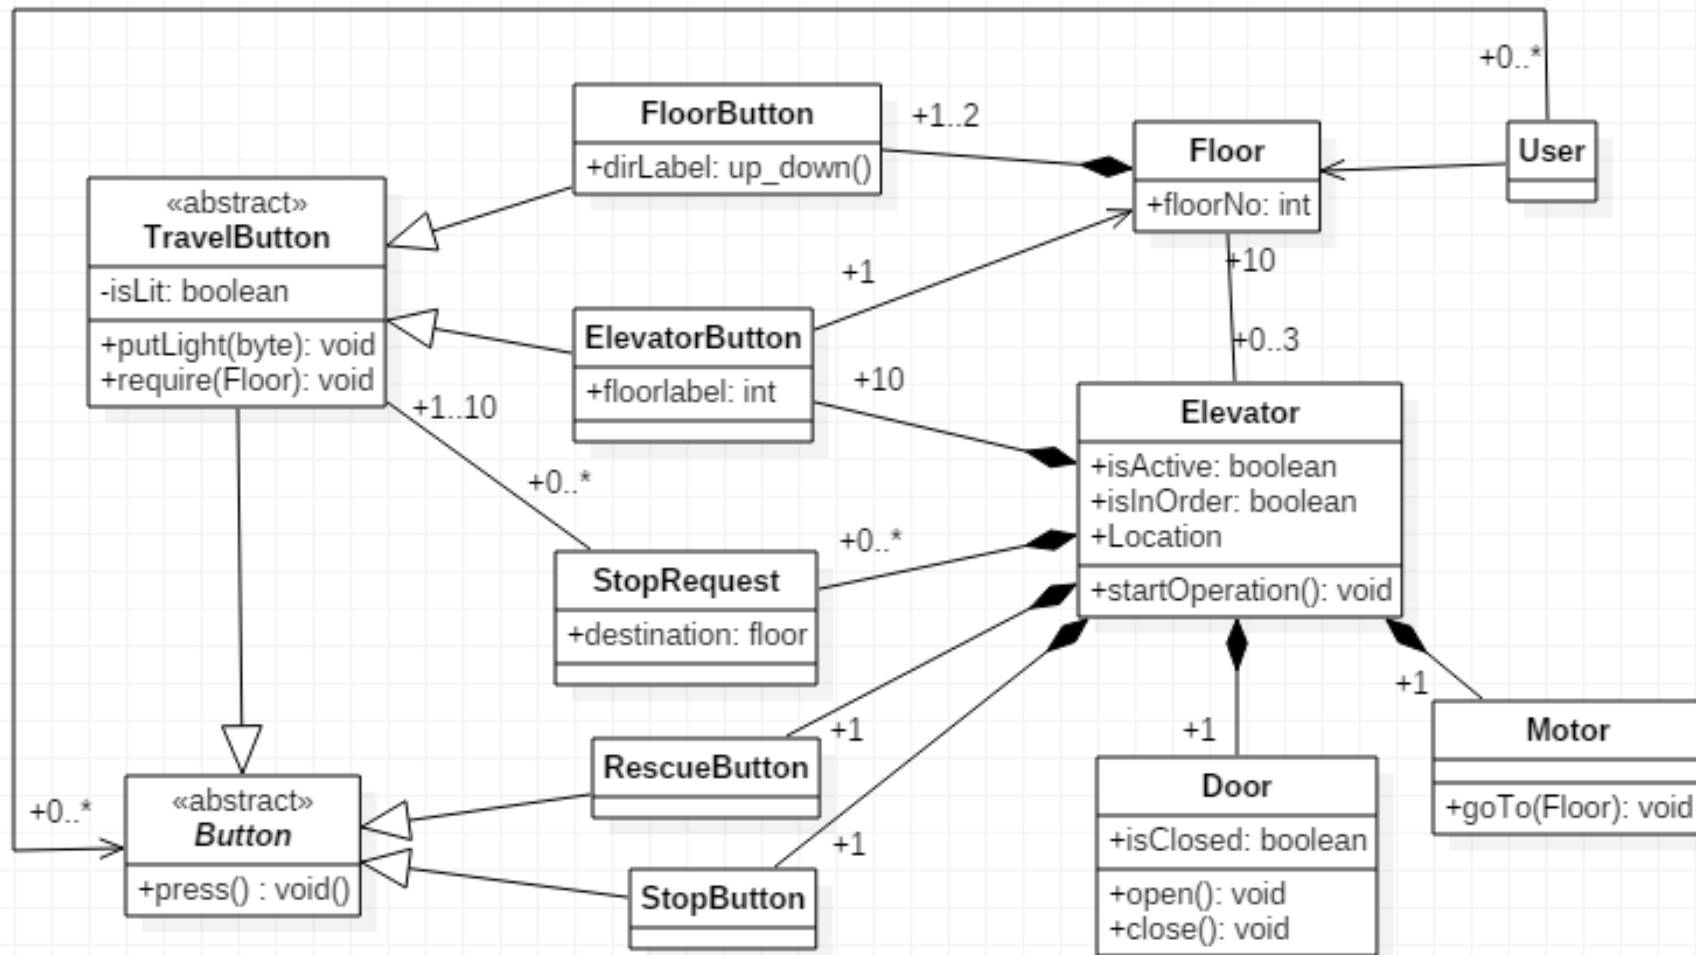 +0..*
FloorButton
+dirLabel: up_down()
+1..2
Floor
+floorNo: int
User
«abstract»
TravelButton
-isLit: boolean
+putLight(byte): void
+require(Floor): void
+1
+10
+0..3
ElevatorButton
+floorlabel: int
+10
+1..10
+0..*
Elevator
+isActive: boolean
+isInOrder: boolean
+Location
+startOperation(): void
StopRequest
+destination: floor
+0..*
RescueButton
+1
+1
+1
Motor
+goTo(Floor): void
+0..*
«abstract»
Button
+press() : void()
StopButton
+1
Door
+isClosed: boolean
+open(): void
+close(): void